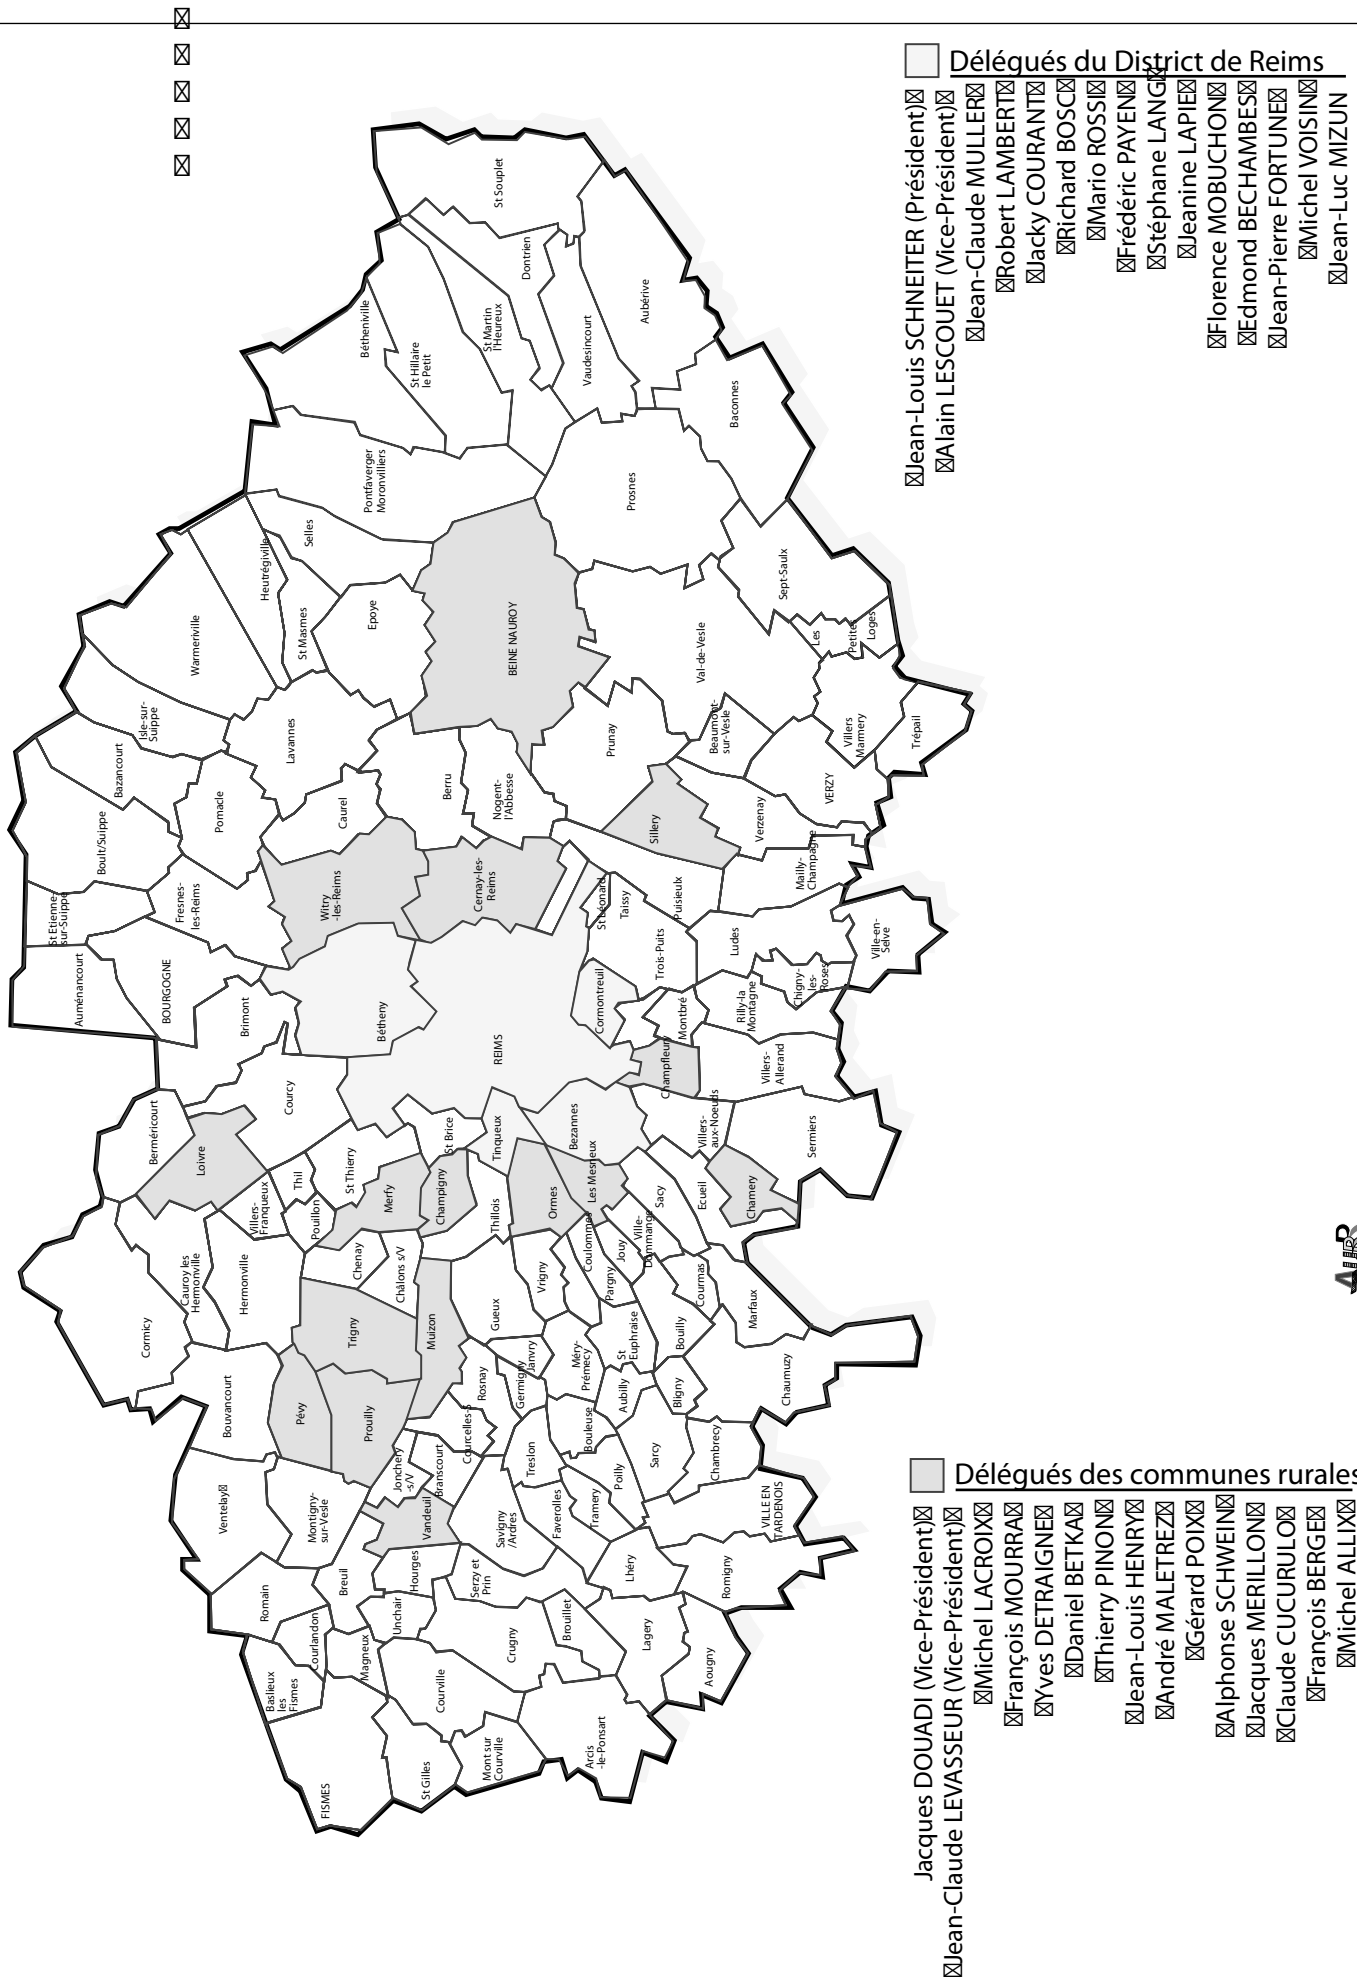 Délégués du District de Reims
Jean-Louis SCHNEITER (Président)
Alain LESCOUET (Vice-Président)
Jean-Claude MULLER
Robert LAMBERT
Jacky COURANT
Richard BOSC
Mario ROSSI
Frédéric PAYEN
Stéphane LANG
Jeanine LAPIE
Florence MOBUCHON
Edmond BECHAMBES
Jean-Pierre FORTUNE
Michel VOISIN
Jean-Luc MIZUN
Délégués des communes rurales
Jacques DOUADI (Vice-Président)
Jean-Claude LEVASSEUR (Vice-Président)
Michel LACROIX
François MOURRA
Yves DETRAIGNE
Daniel BETKA
Thierry PINON
Jean-Louis HENRY
André MALETREZ
Gérard POIX
Alphonse SCHWEIN
Jacques MERILLON
Claude CUCURULO
François BERGE
Michel ALLIX
St Souplet
Dontrien
Bétheniville
St Hillaire
le Petit
St Martin
l'Heureux
Vaudesincourt
Aubérive
Baconnes
Pontfaverger
Moronvilliers
Prosnes
Selles
Heutrégiville
St Masmes
Epoye
Warmeriville
BEINE NAUROY
Sept-Saulx
Les
Petites
Loges
Val-de-Vesle
Isle-sur-
Suippe
Lavannes
Bazancourt
Pomacle
Caurel
Berru
Nogent-
l'Abbesse
Prunay
Beaumont-
sur-Vesle
Villers
Marmery
Trépail
VERZY
Verzenay
Sillery
Boult/Suippe
St Etienne-
sur-Suippe
Fresnes-
les-Reims
Witry
-les-Reims
Cernay-les-
Reims
St Léonard
Taissy
Puisieulx
Mailly-
Champagne
Auménancourt
BOURGOGNE
Brimont
Bétheny
REIMS
Cormontreuil
Trois-Puits
Ludes
Ville-en-
Selve
Chigny-
les-
Roses
Rilly-la
Montagne
Montbré
Champfleury
Villers-
Allerand
Courcy
Berméricourt
Loivre
St Brice
Tinqueux
Bezannes
Villers-
aux-Noeuds
Sermiers
Thil
St Thierry
Villers-
Franqueux
Pouillon
Merfy
Champigny
Thillois
Ormes
Les Mesneux
Sacy
Ecueil
Chamery
Cormicy
Cauroy les
Hermonville
Hermonville
Chenay
Châlons s/V
Trigny
Muizon
Gueux
Vrigny
Coulommes
Pargny
Jouy
Ville-
Dommange
Courmas
Marfaux
Bouvancourt
Pévy
Prouilly
Rosnay
Germigny
Janvry
Méry-
Prémecy
St
Euphraise
Bouilly
Aubilly
Bligny
Chaumuzy
Courcelles-S
Jonchery
-s/V
Branscourt
Treslon
Bouleuse
Poilly
Sarcy
Chambrecy
Ventelay
Montigny-
sur-Vesle
Vandeuil
Savigny
/Ardres
Faverolles
Tramery
VILLE EN
TARDENOIS
Romain
Breuil
Hourges
Serzy et
Prin
Lhéry
Romigny
Courlandon
Unchair
Magneux
Crugny
Brouillet
Lagery
Aougny
Baslieux
les
Fismes
Courville
FISMES
St Gilles
Mont sur
Courville
Arcis
-le-Ponsart